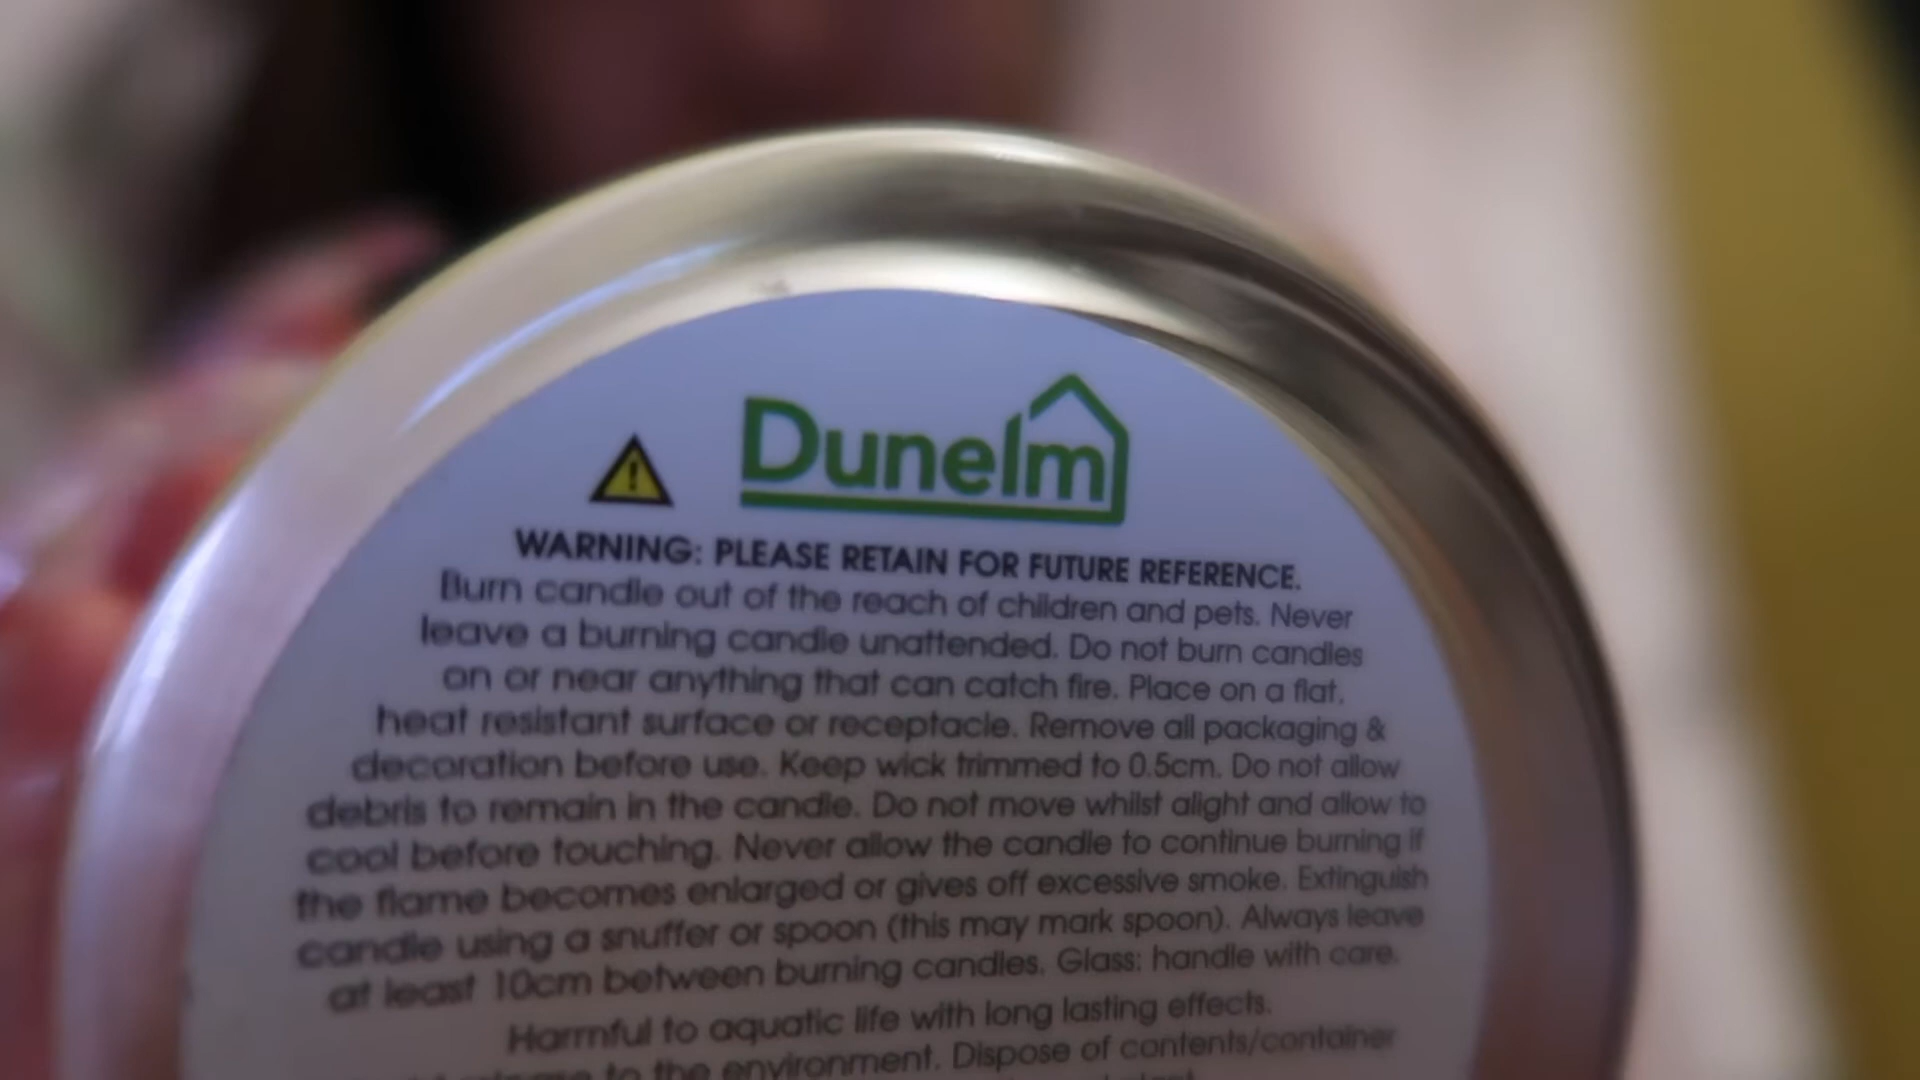 Dunelm
WARNING: PLEASE RETAIN FOR FUTURE REFERENCE.
Burn candle out of the reach of children and pets. Never
leave a burning candle unattended. Do not burn candles
on or near anything that can catch fire. Place on a flat,
heat resistant surface or receptacle. Remove all packaging &
decoration before use. Keep wick trimmed to 0.5cm. Do not allow
debris to remain in the candle. Do not move whilst alight and allow to
cool before touching. Never allow the candle to continue burning if
the flame becomes enlarged or gives off excessive smoke. Extinguish
candle using a snuffer or spoon (this may mark spoon). Always leave
at least 10cm between burning candles. Glass: handle with care.
Harmful to aquatic life with long lasting effects.
release to the environment. Dispose of contents/container